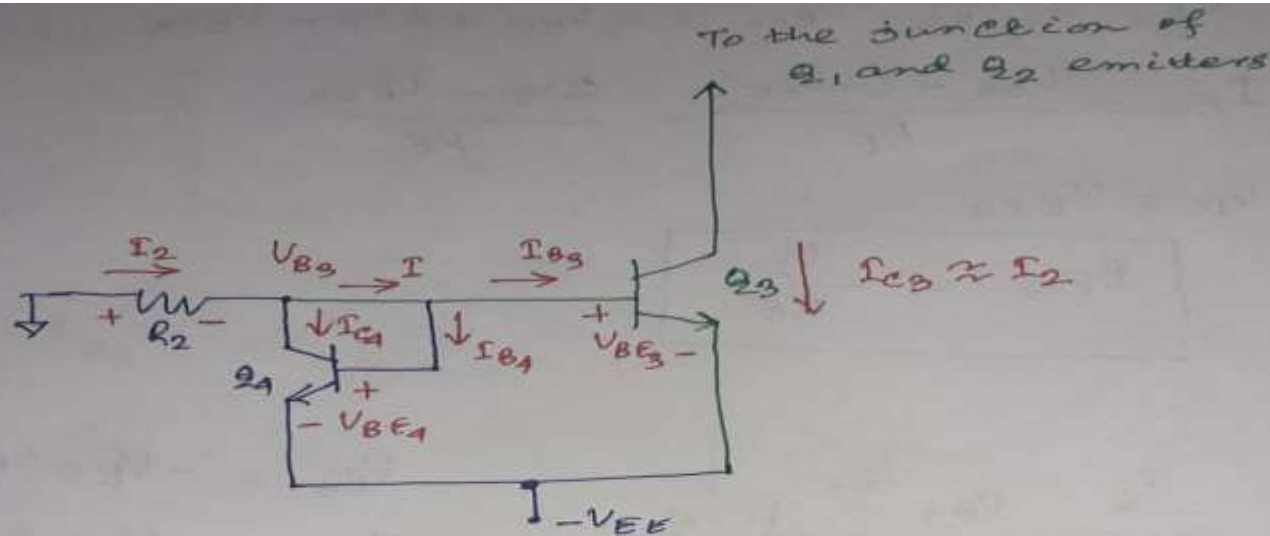 To the junction of
Q1 and Q2 emitters
I2
VB3
I
IB3
Q3
IC3 ≈ I2
+
-
R2
IC4
IB4
+
VBE3 -
Q4
+
- VBE4
-VEE